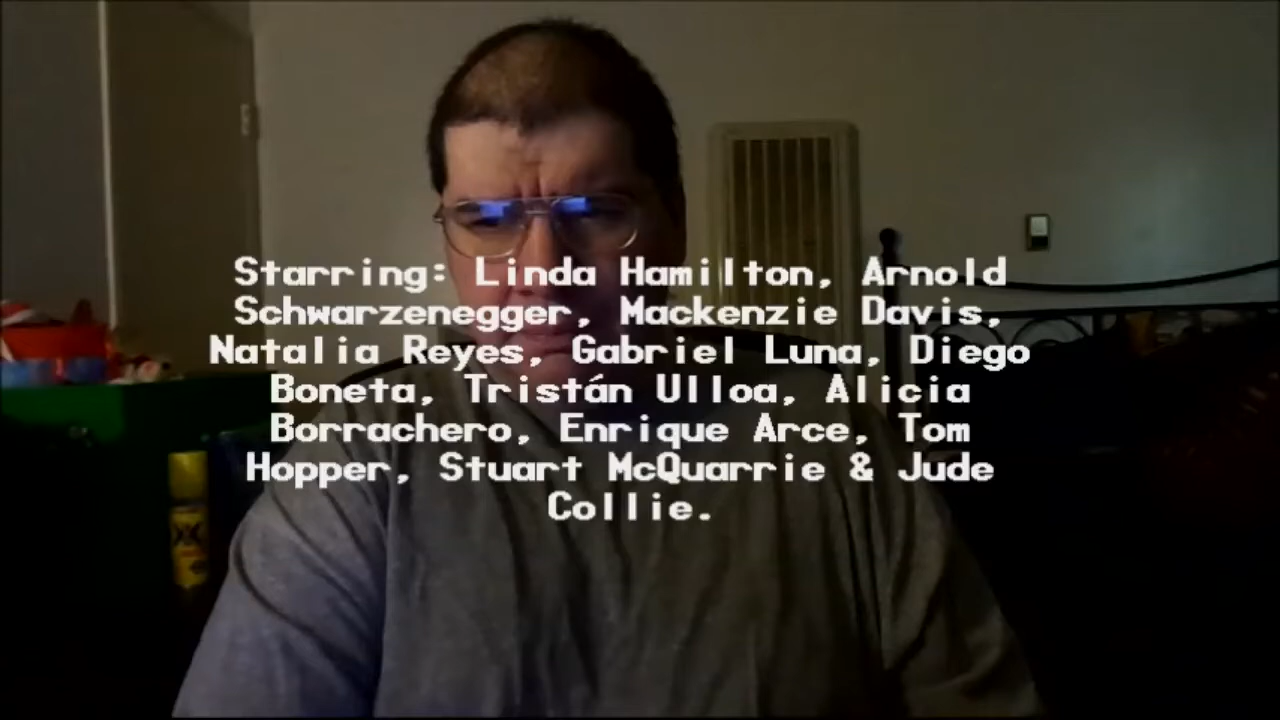 Starring: Linda Hamilton, Arnold
Schwarzenegger, Mackenzie Davis,
Natalia Reyes, Gabriel Luna, Diego
Boneta, Tristán Ulloa, Alicia
Borrachero, Enrique Arce, Tom
Hopper, Stuart McQuarrie & Jude
Collie.